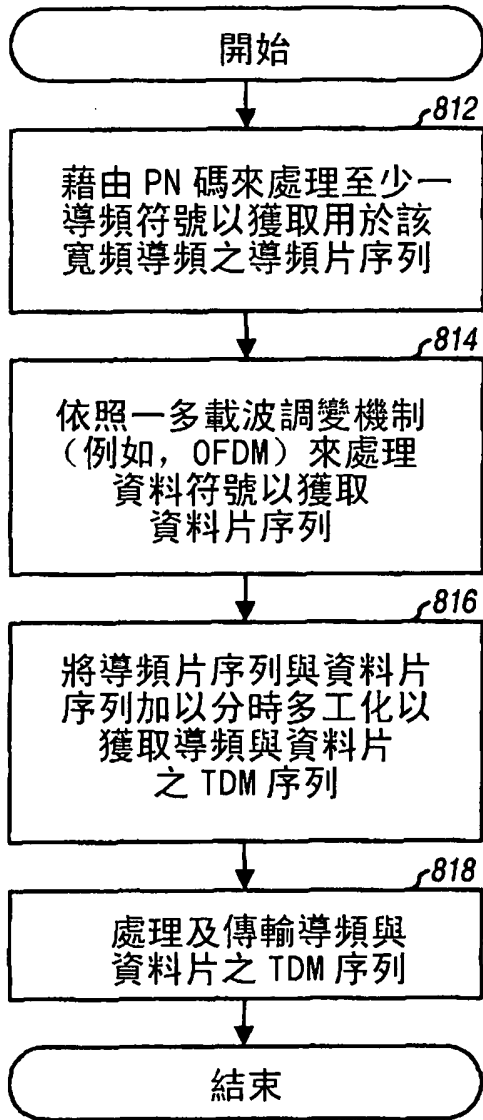 開始
812
藉由 PN 碼來處理至少一
導頻符號以獲取用於該
寬頻導頻之導頻片序列
814
依照一多載波調變機制
(例如, OFDM) 來處理
資料符號以獲取
資料片序列
816
將導頻片序列與資料片
序列加以分時多工化以
獲取導頻與資料片
之 TDM 序列
818
處理及傳輸導頻與
資料片之 TDM 序列
結束